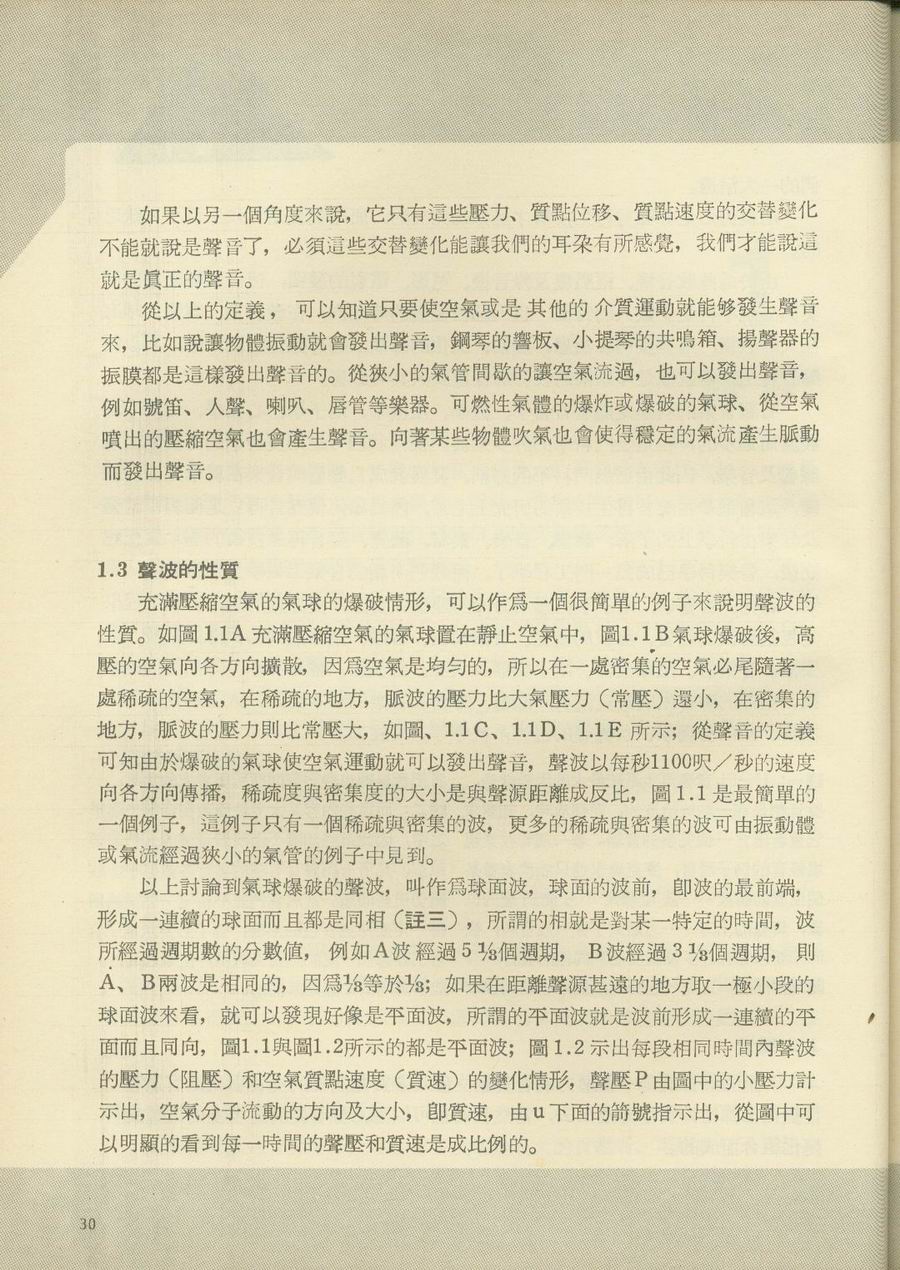 如果以另一個角度來說，它只有這些壓力、質點位移、質點速度的交替變化
不能就說是聲音了，必須這些交替變化能讓我們的耳朶有所感覺，我們才能說這
就是眞正的聲音。
從以上的定義，可以知道只要使空氣或是其他的介質運動就能够發生聲音
來，比如說讓物體振動就會發出聲音，鋼琴的響板、小提琴的共鳴箱、揚聲器的
振膜都是這樣發出聲音的。從狹小的氣管間歇的讓空氣流過，也可以發出聲音，
例如號笛、人聲、喇叭、唇管等樂器。可燃性氣體的爆炸或爆破的氣球、從空氣
噴出的壓縮空氣也會產生聲音。向著某些物體吹氣也會使得穩定的氣流產生脈動
而發出聲音。
1.3 聲波的性質
充滿壓縮空氣的氣球的爆破情形，可以作爲一個很簡單的例子來說明聲波的
性質。如圖 1.1A 充滿壓縮空氣的氣球置在靜止空氣中，圖1.1B氣球爆破後，高
壓的空氣向各方向擴散，因爲空氣是均勻的，所以在一處密集的空氣必尾隨著一
處稀疏的空氣，在稀疏的地方，脈波的壓力比大氣壓力（常壓）還小，在密集的
地方，脈波的壓力則比常壓大，如圖、1.1C、1.1D、1.1E 所示；從聲音的定義
可知由於爆破的氣球使空氣運動就可以發出聲音，聲波以每秒1100呎／秒的速度
向各方向傳播，稀疏度與密集度的大小是與聲源距離成反比，圖 1.1 是最簡單的
一個例子，這例子只有一個稀疏與密集的波，更多的稀疏與密集的波可由振動體
或氣流經過狹小的氣管的例子中見到。
以上討論到氣球爆破的聲波，叫作爲球面波，球面的波前，卽波的最前端，
形成一連續的球面而且都是同相（註三），所謂的相就是對某一特定的時間，波
所經過週期數的分數值，例如A波經過 5 ⅛個週期，B波經過 3 ⅛個週期，則
A、B兩波是相同的，因爲⅛等於⅛；如果在距離聲源甚遠的地方取一極小段的
球面波來看，就可以發現好像是平面波，所謂的平面波就是波前形成一連續的平
面而且同向，圖1.1與圖1.2所示的都是平面波；圖 1.2 示出每段相同時間內聲波
的壓力（阻壓）和空氣質點速度（質速）的變化情形，聲壓P由圖中的小壓力計
示出，空氣分子流動的方向及大小，卽質速，由u下面的箭號指示出，從圖中可
以明顯的看到每一時間的聲壓和質速是成比例的。
30